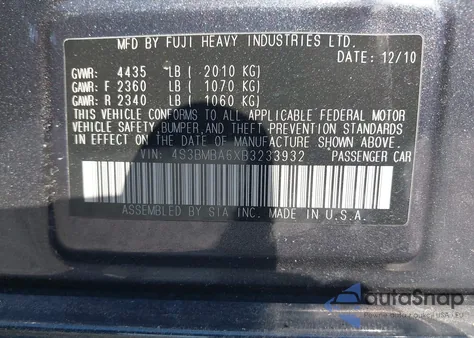 MFD BY FUJI HEAVY INDUSTRIES LTD.
DATE: 12/10
GVWR: 4435 LB ( 2010 KG)
GAWR: F 2360 LB ( 1070 KG)
GAWR: R 2340 LB ( 1060 KG)
THIS VEHICLE CONFORMS TO ALL APPLICABLE FEDERAL MOTOR
VEHICLE SAFETY, BUMPER, AND THEFT PREVENTION STANDARDS
IN EFFECT ON THE DATE OF MANUFACTURE SHOWN ABOVE.
VIN: 4S3BMBA6XB3233932 PASSENGER CAR
ASSEMBLED BY SIA INC. MADE IN U.S.A.
autoSnap